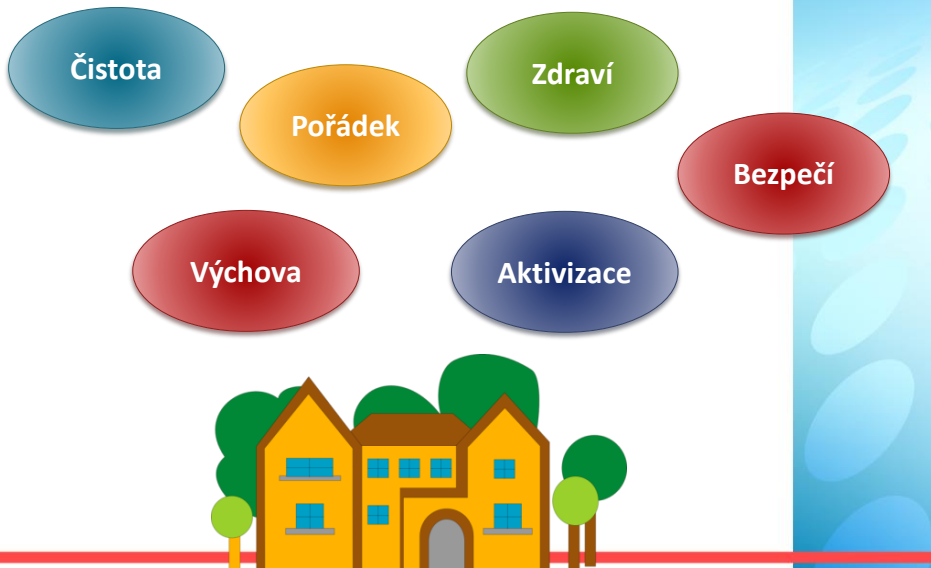 Čistota
Pořádek
Zdraví
Bezpečí
Výchova
Aktivizace